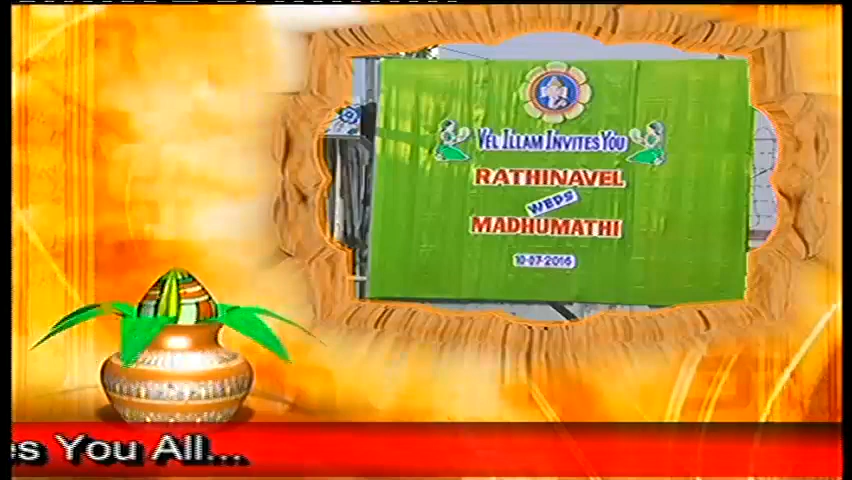 VEL ILLAM INVITES YOU
RATHINAVEL
WEDS
MADHUMATHI
10-07-2016
es You All...